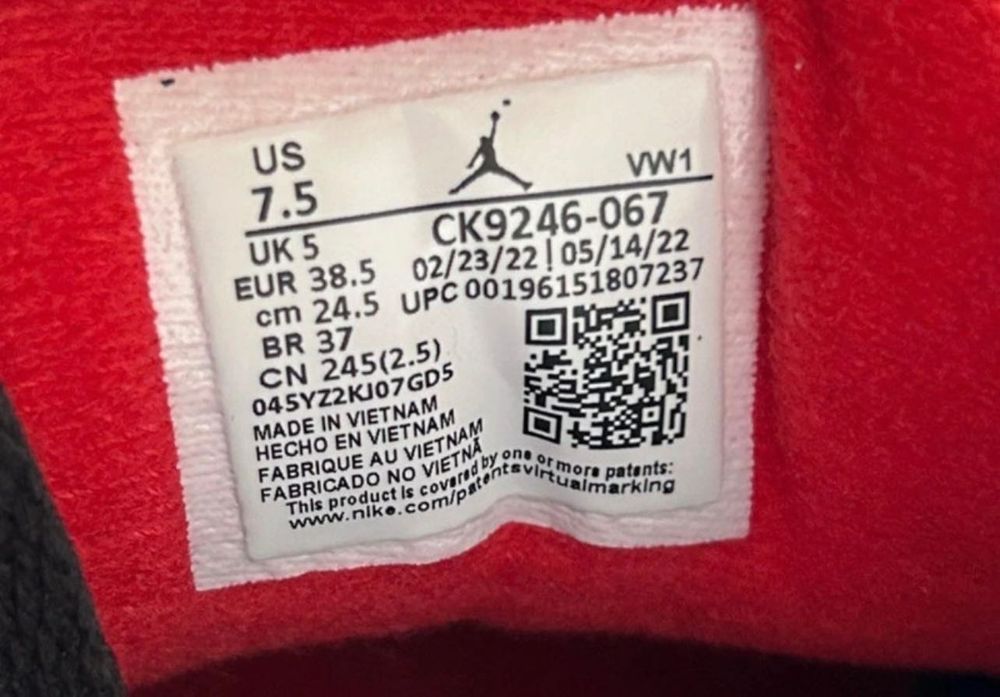 US
7.5
VW1
UK 5
CK9246-067
EUR 38.5
02/23/22 | 05/14/22
cm 24.5
UPC 00196151807237
BR 37
CN 245(2.5)
045YZ2KJ07GD5
MADE IN VIETNAM
HECHO EN VIETNAM
FABRIQUE AU VIETNAM
FABRICADO NO VIETNÃ
This product is covered by one or more patents:
www.nike.com/patentsvirtualmarking